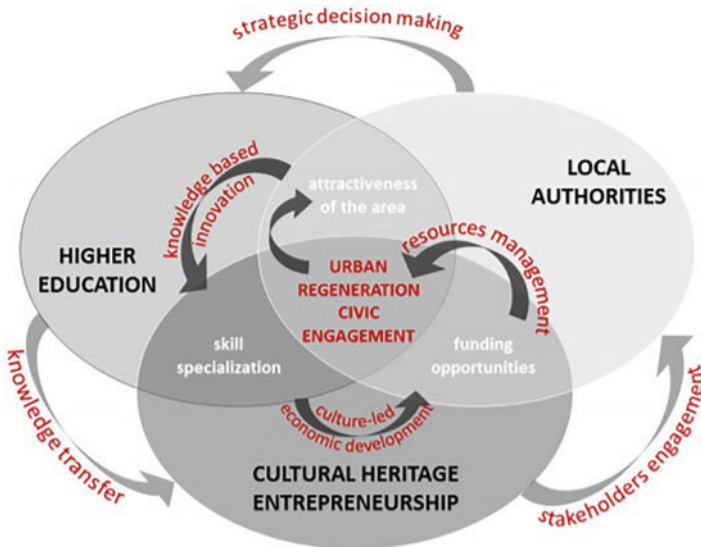 strategic decision making
LOCAL
AUTHORITIES
knowledge based
innovation
attractiveness
of the area
HIGHER
EDUCATION
resources management
URBAN
REGENERATION
CIVIC
ENGAGEMENT
skill
specialization
funding
opportunities
culture-led
economic development
knowledge transfer
stakeholders engagement
CULTURAL HERITAGE
ENTREPRENEURSHIP